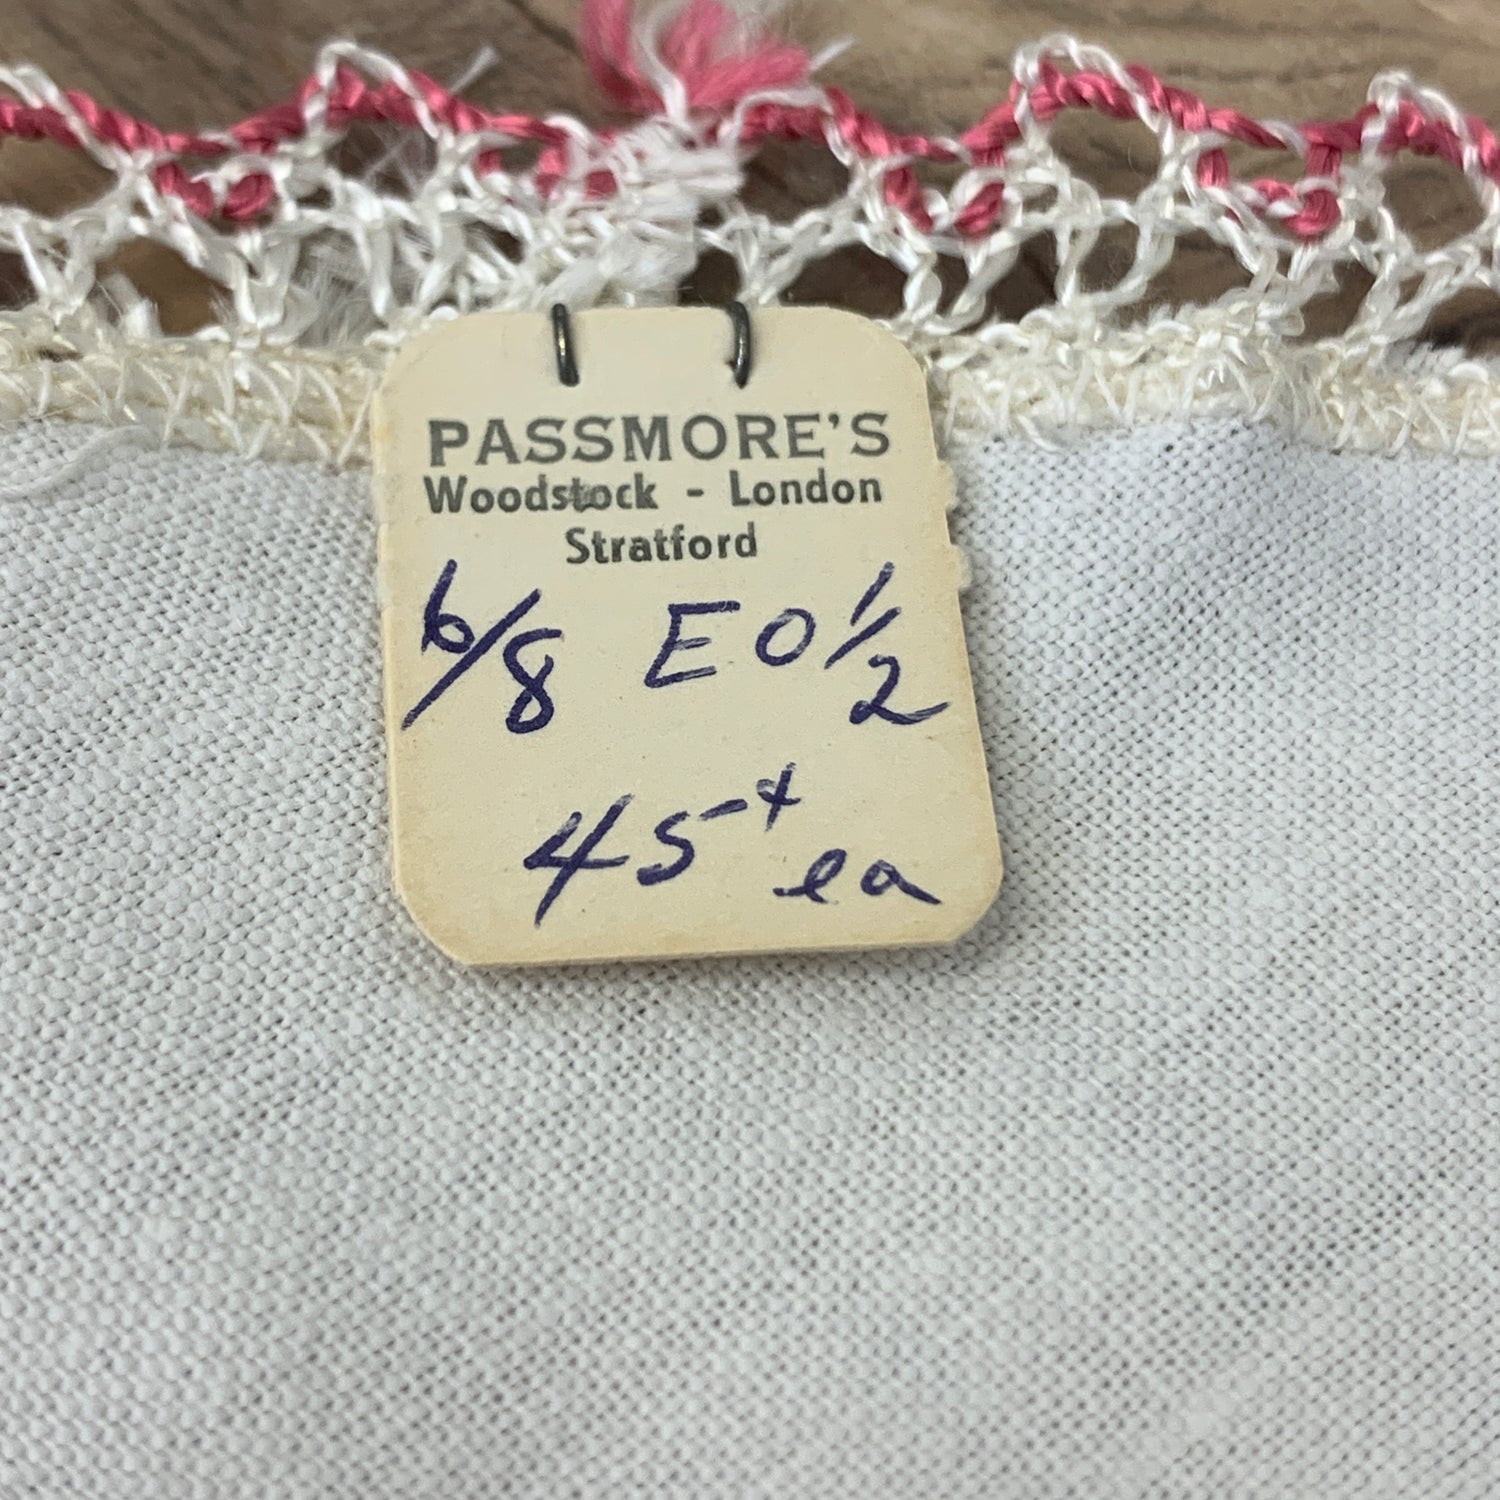 PASSMORE'S
Woodstock - London
Stratford
6/8 E0½
45¢ ea